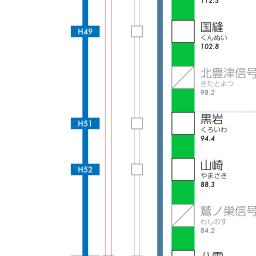 112.3
H49
国縫
くんぬい
102.8
北豊津信号
きたとよつ
98.2
H51
黒岩
くろいわ
94.4
H52
山崎
やまさき
88.3
鷲ノ巣信号
わしのす
84.2